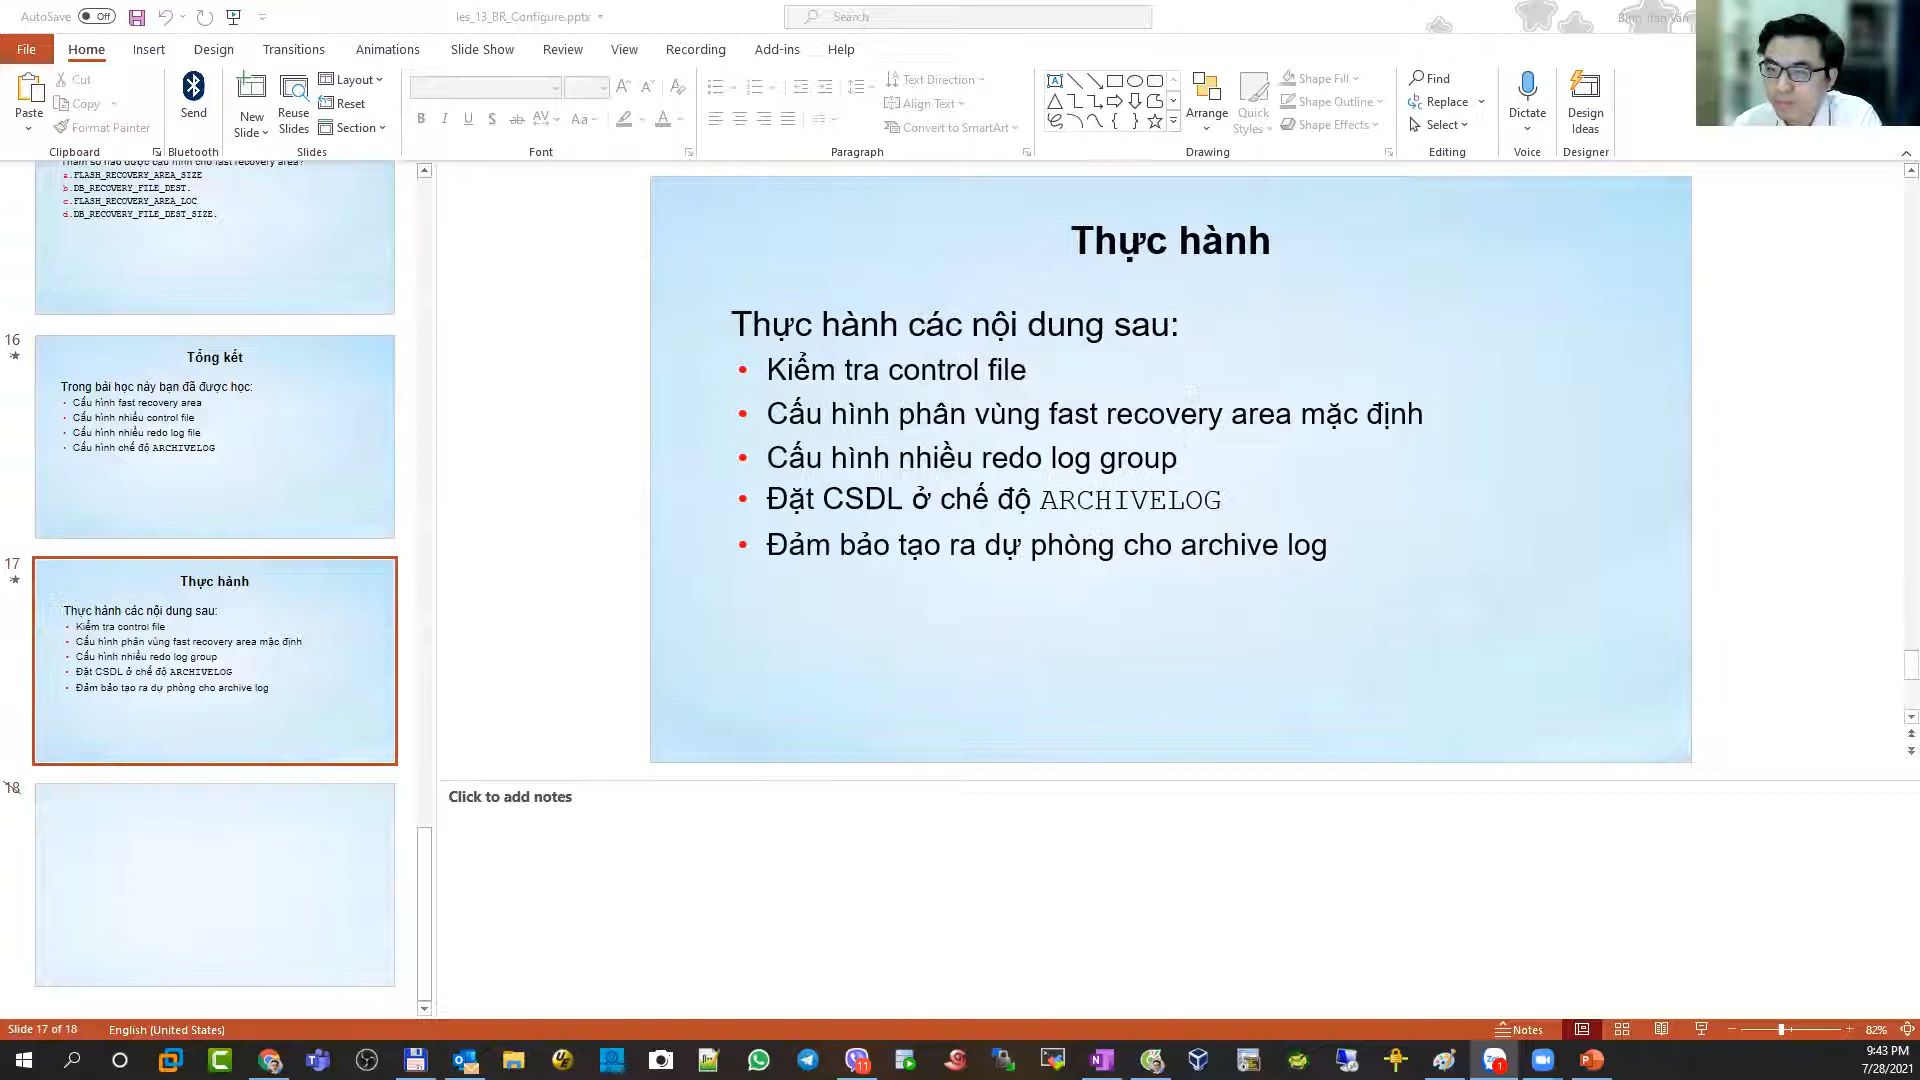 AutoSave Off
les_13_BR_Configure.pptx
Search
File Home Insert Design Transitions Animations Slide Show Review View Recording Add-ins Help
Paste
Cut
Copy
Format Painter
Clipboard
Send
Bluetooth
New Slide
Reuse Slides
Layout
Reset
Section
Slides
B I U S ab AV Aa A
Font
Text Direction
Align Text
Convert to SmartArt
Paragraph
Arrange
Quick Styles
Shape Fill
Shape Outline
Shape Effects
Drawing
Find
Replace
Select
Editing
Dictate
Voice
Design Ideas
Designer
a.FLASH_RECOVERY_AREA_SIZE
b.DB_RECOVERY_FILE_DEST.
c.FLASH_RECOVERY_AREA_LOC
d.DB_RECOVERY_FILE_DEST_SIZE.
16
Tổng kết
Trong bài học này bạn đã được học:
• Cấu hình fast recovery area
• Cấu hình nhiều control file
• Cấu hình nhiều redo log file
• Cấu hình chế độ ARCHIVELOG
17
Thực hành
Thực hành các nội dung sau:
• Kiểm tra control file
• Cấu hình phân vùng fast recovery area mặc định
• Cấu hình nhiều redo log group
• Đặt CSDL ở chế độ ARCHIVELOG
• Đảm bảo tạo ra dự phòng cho archive log
18
Thực hành
Thực hành các nội dung sau:
• Kiểm tra control file
• Cấu hình phân vùng fast recovery area mặc định
• Cấu hình nhiều redo log group
• Đặt CSDL ở chế độ ARCHIVELOG
• Đảm bảo tạo ra dự phòng cho archive log
Click to add notes
Slide 17 of 18
English (United States)
Notes
82%
11
1
9:43 PM
7/28/2021